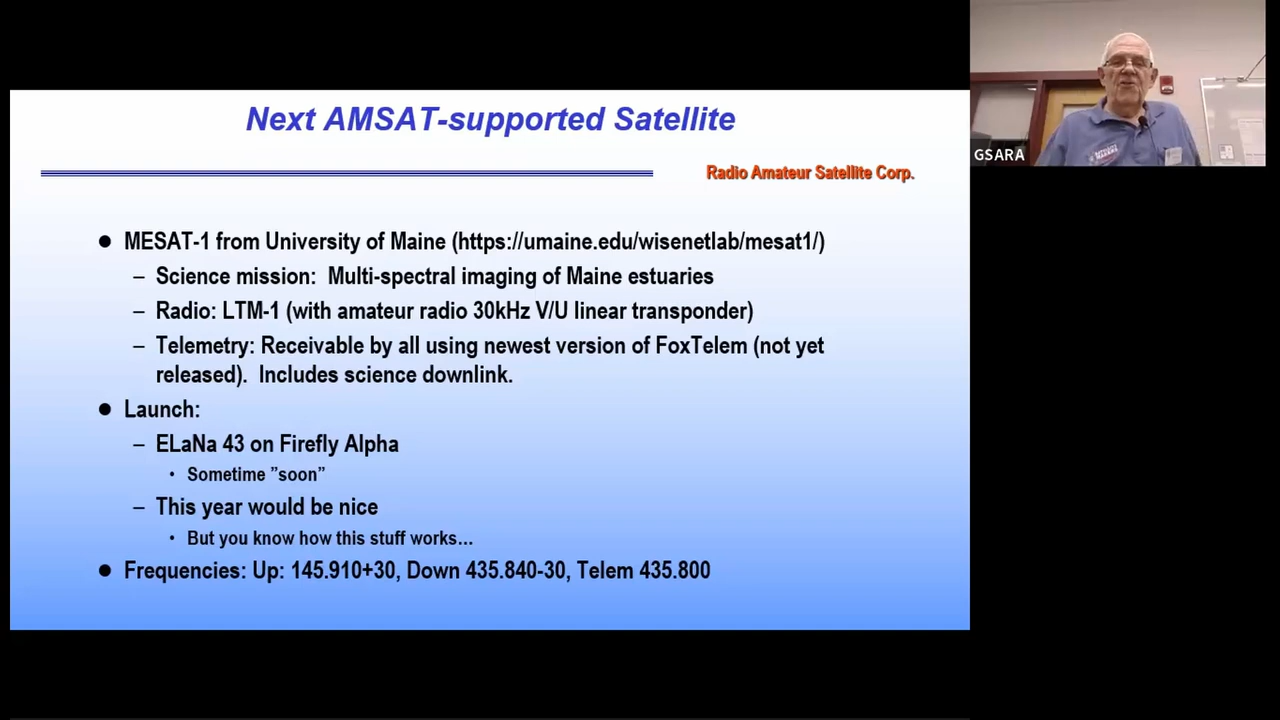 Next AMSAT-supported Satellite
Radio Amateur Satellite Corp.
GSARA
● MESAT-1 from University of Maine (https://umaine.edu/wisenetlab/mesat1/)
– Science mission: Multi-spectral imaging of Maine estuaries
– Radio: LTM-1 (with amateur radio 30kHz V/U linear transponder)
– Telemetry: Receivable by all using newest version of FoxTelem (not yet
released). Includes science downlink.
● Launch:
– ELaNa 43 on Firefly Alpha
• Sometime ”soon”
– This year would be nice
• But you know how this stuff works…
● Frequencies: Up: 145.910+30, Down 435.840-30, Telem 435.800